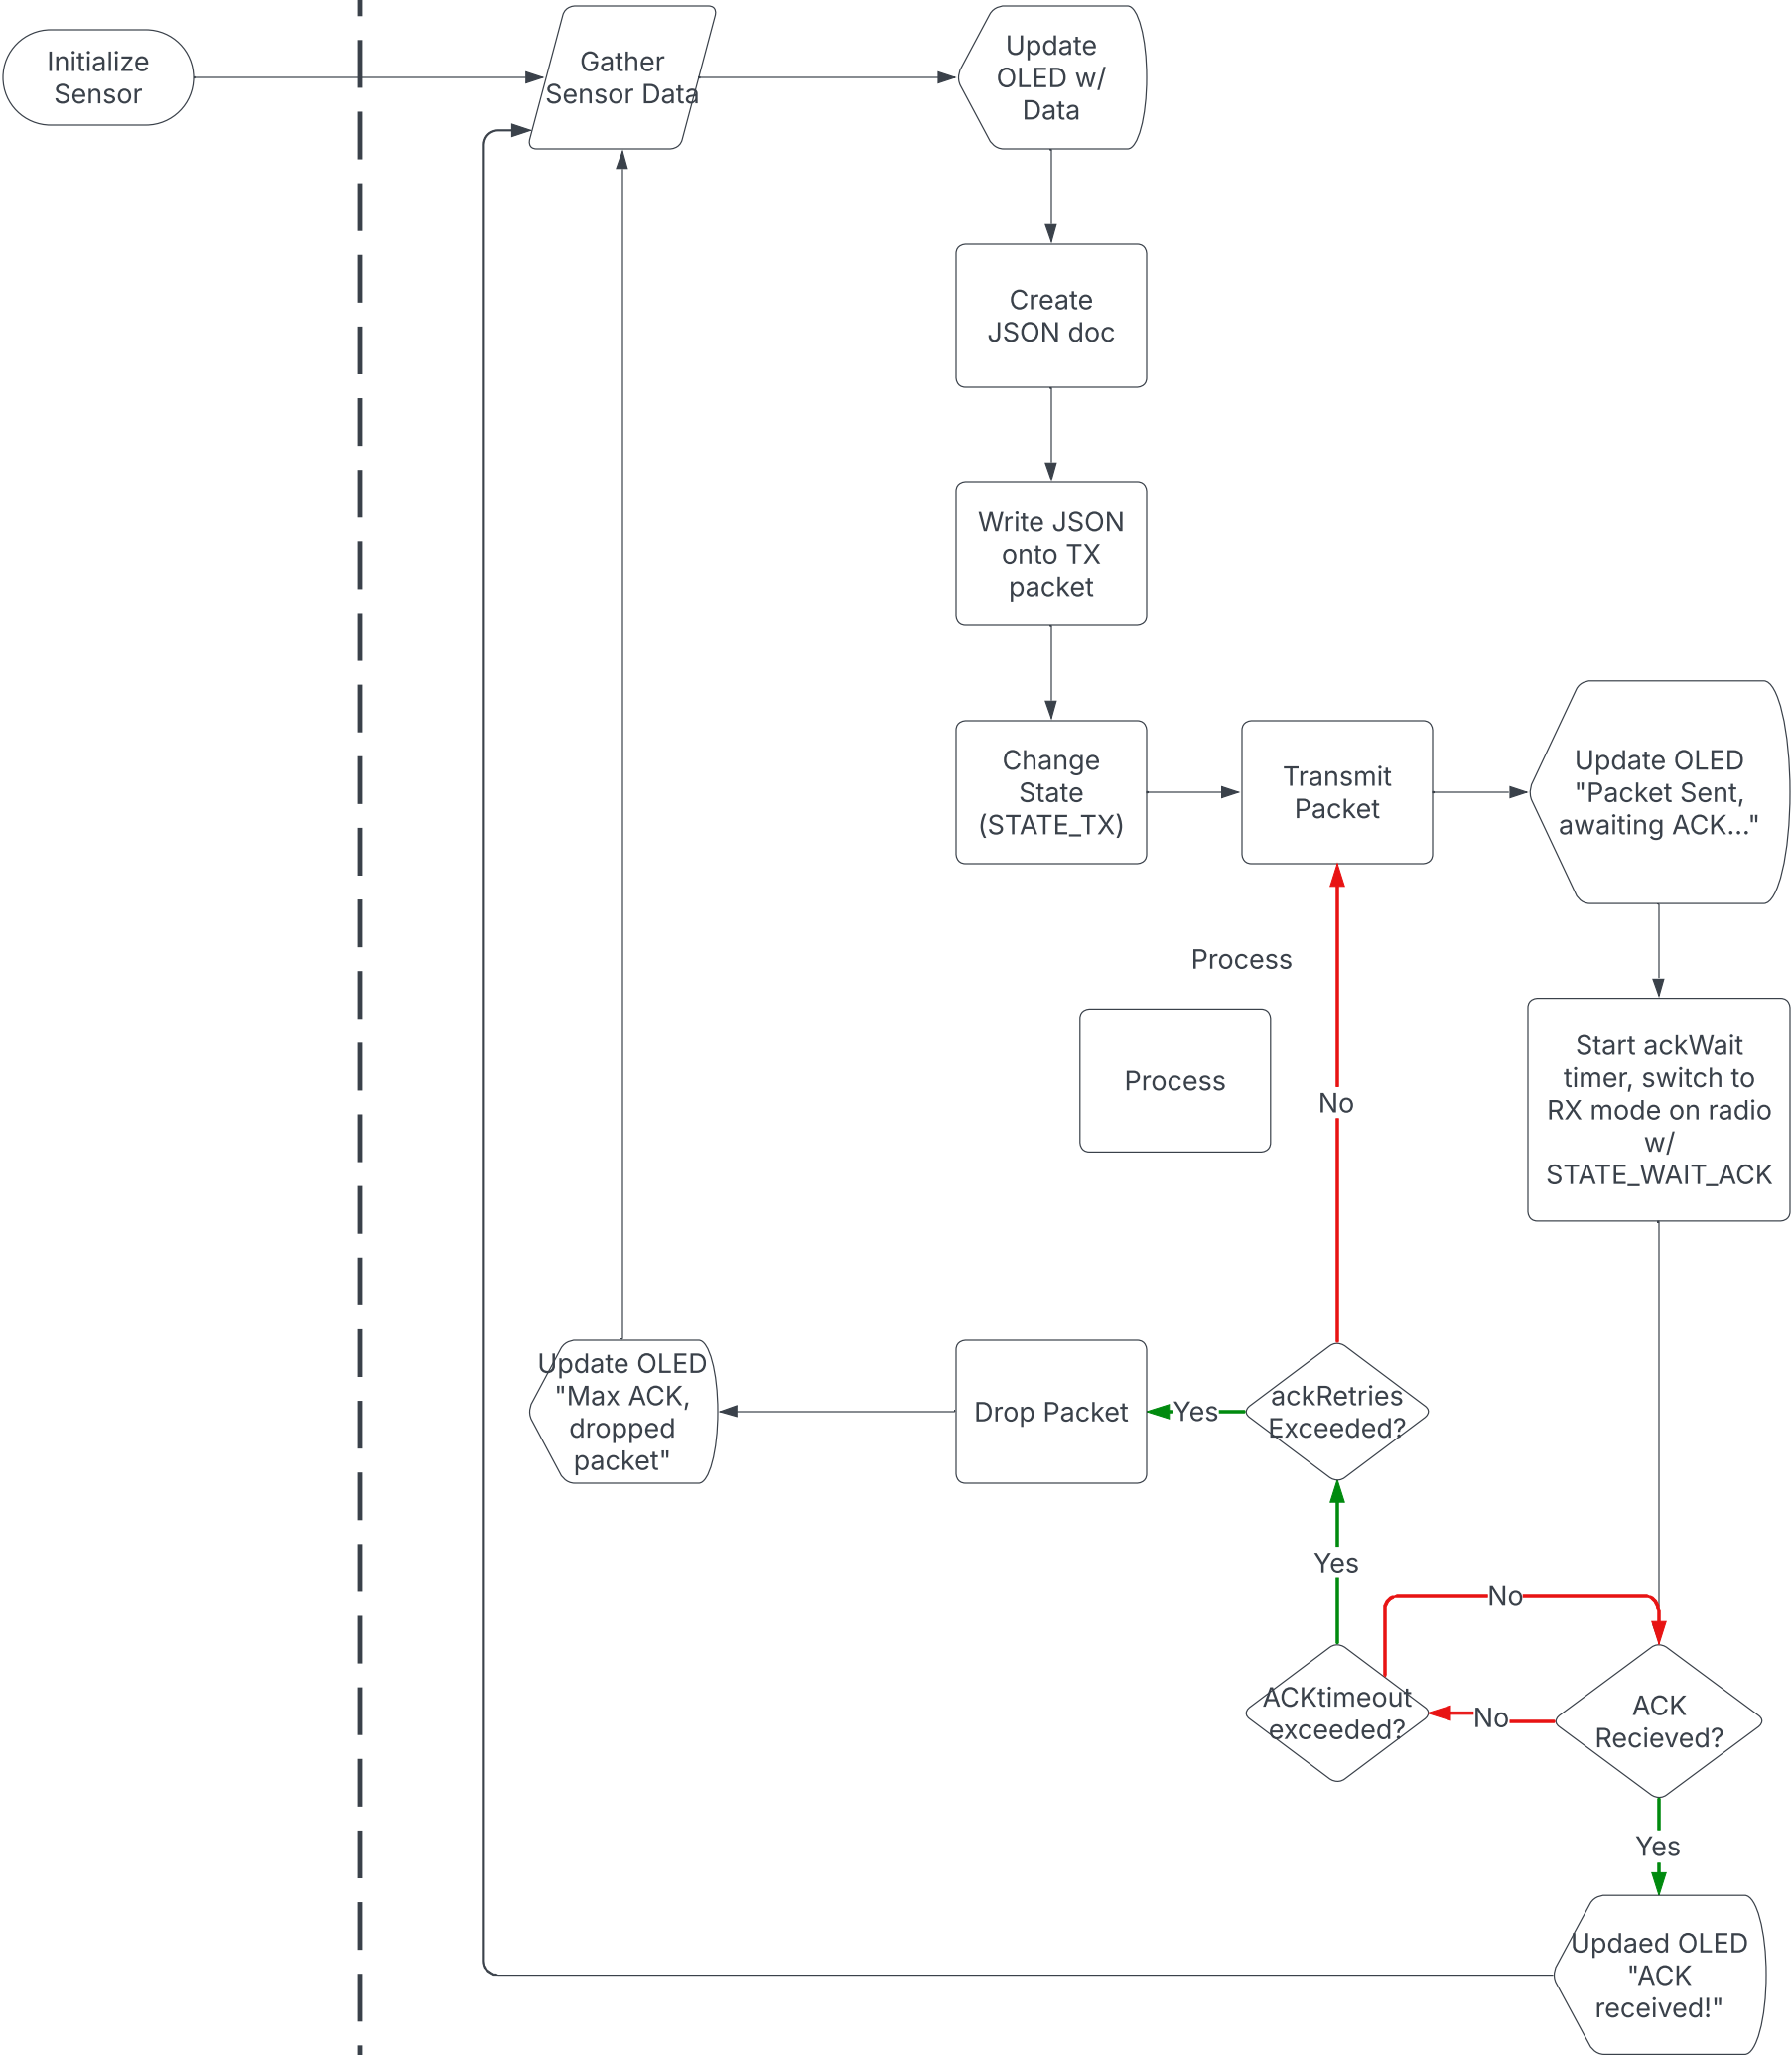 Initialize
Sensor
Gather
Sensor Data
Update
OLED w/
Data
Create
JSON doc
Write JSON
onto TX
packet
Change
State
(STATE_TX)
Transmit
Packet
Update OLED
"Packet Sent,
awaiting ACK..."
Process
Process
No
Start ackWait
timer, switch to
RX mode on radio
w/
STATE_WAIT_ACK
Update OLED
"Max ACK,
dropped
packet"
Drop Packet
Yes
ackRetries
Exceeded?
Yes
No
ACKtimeout
exceeded?
No
ACK
Recieved?
Yes
Updaed OLED
"ACK
received!"